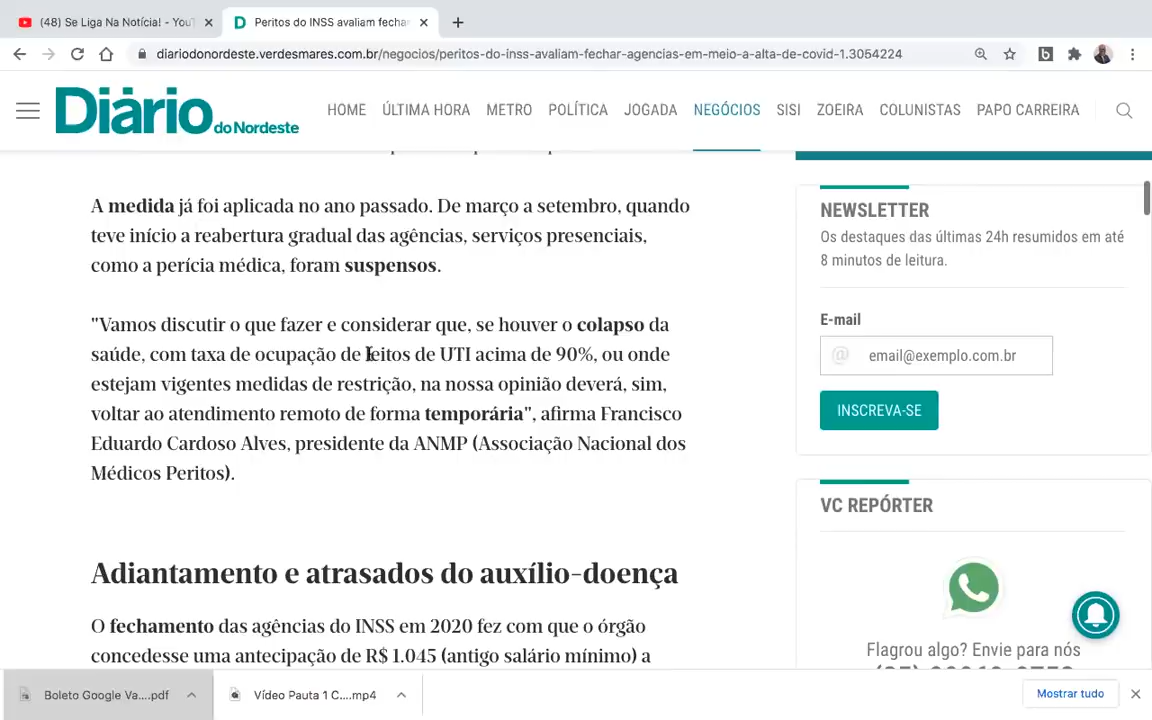 (48) Se Liga Na Notícia! - You
Peritos do INSS avaliam fechar
diariodonordeste.verdesmares.com.br/negocios/peritos-do-inss-avaliam-fechar-agencias-em-meio-a-alta-de-covid-1.3054224
Diário do Nordeste
HOME ÚLTIMA HORA METRO POLÍTICA JOGADA NEGÓCIOS SISI ZOEIRA COLUNISTAS PAPO CARREIRA
A medida já foi aplicada no ano passado. De março a setembro, quando
teve início a reabertura gradual das agências, serviços presenciais,
como a perícia médica, foram suspensos.
"Vamos discutir o que fazer e considerar que, se houver o colapso da
saúde, com taxa de ocupação de leitos de UTI acima de 90%, ou onde
estejam vigentes medidas de restrição, na nossa opinião deverá, sim,
voltar ao atendimento remoto de forma temporária", afirma Francisco
Eduardo Cardoso Alves, presidente da ANMP (Associação Nacional dos
Médicos Peritos).
Adiantamento e atrasados do auxílio-doença
O fechamento das agências do INSS em 2020 fez com que o órgão
concedesse uma antecipação de R$ 1.045 (antigo salário mínimo) a
NEWSLETTER
Os destaques das últimas 24h resumidos em até
8 minutos de leitura.
E-mail
@ email@exemplo.com.br
INSCREVA-SE
VC REPÓRTER
Flagrou algo? Envie para nós
Boleto Google Va....pdf
Vídeo Pauta 1 C....mp4
Mostrar tudo